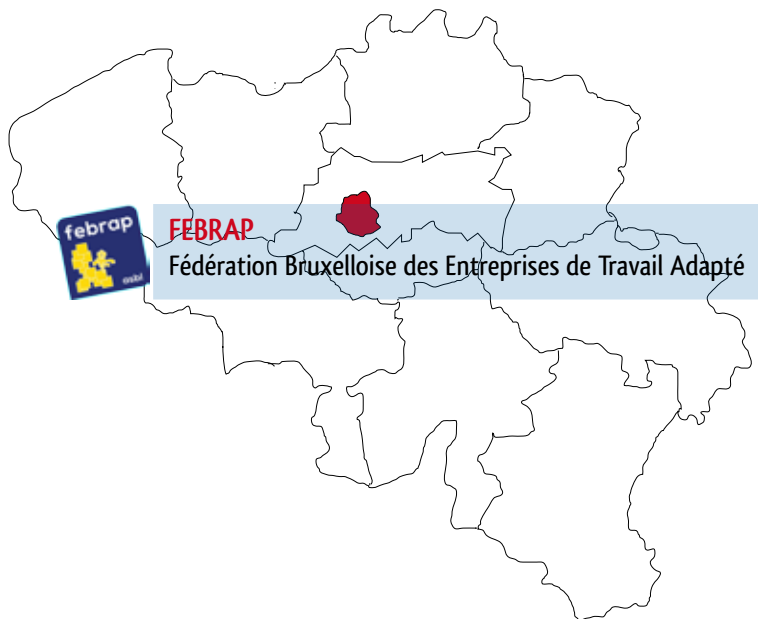 febrap
asbl
FEBRAP
Fédération Bruxelloise des Entreprises de Travail Adapté